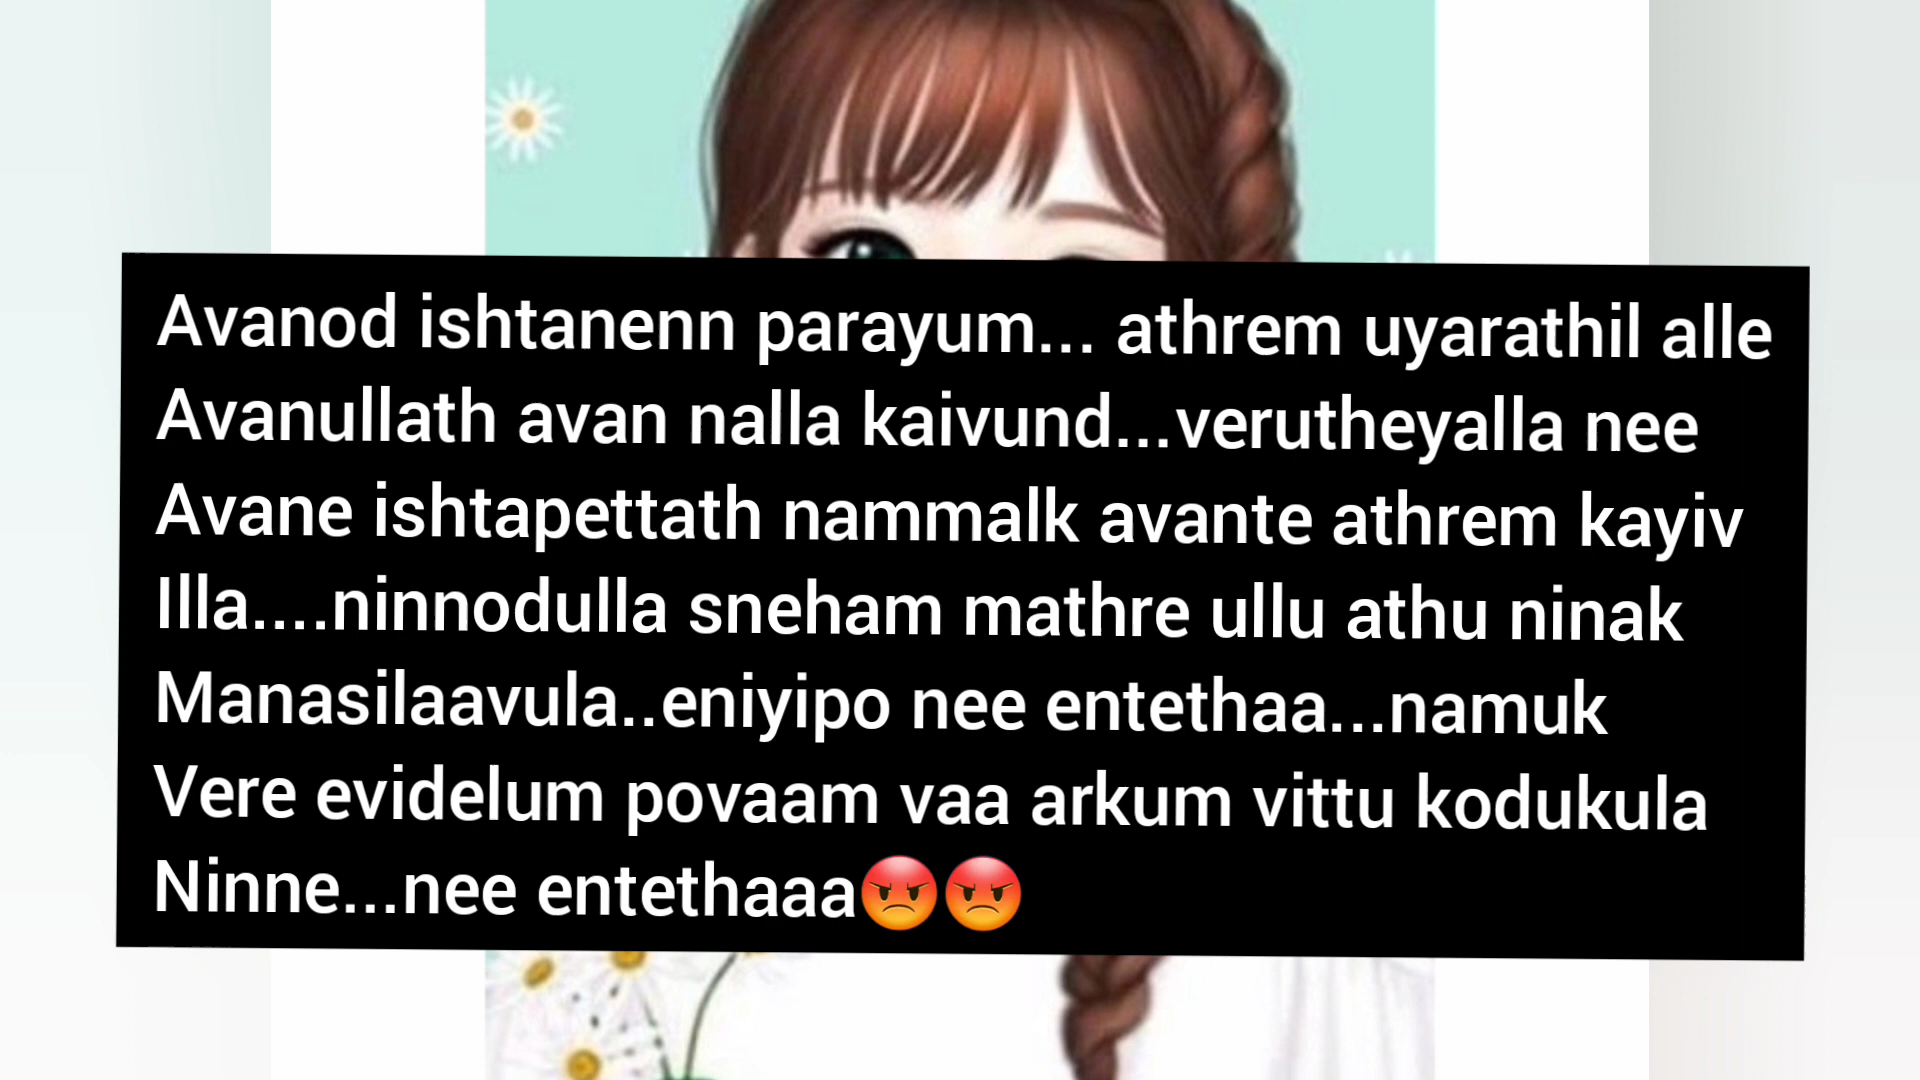 Avanod ishtanenn parayum... athrem uyarathil alle
Avanullath avan nalla kaivund...verutheyalla nee
Avane ishtapettath nammalk avante athrem kayiv
Illa....ninnodulla sneham mathre ullu athu ninak
Manasilaavula..eniyipo nee entethaa...namuk
Vere evidelum povaam vaa arkum vittu kodukula
Ninne...nee entethaaa😡😡